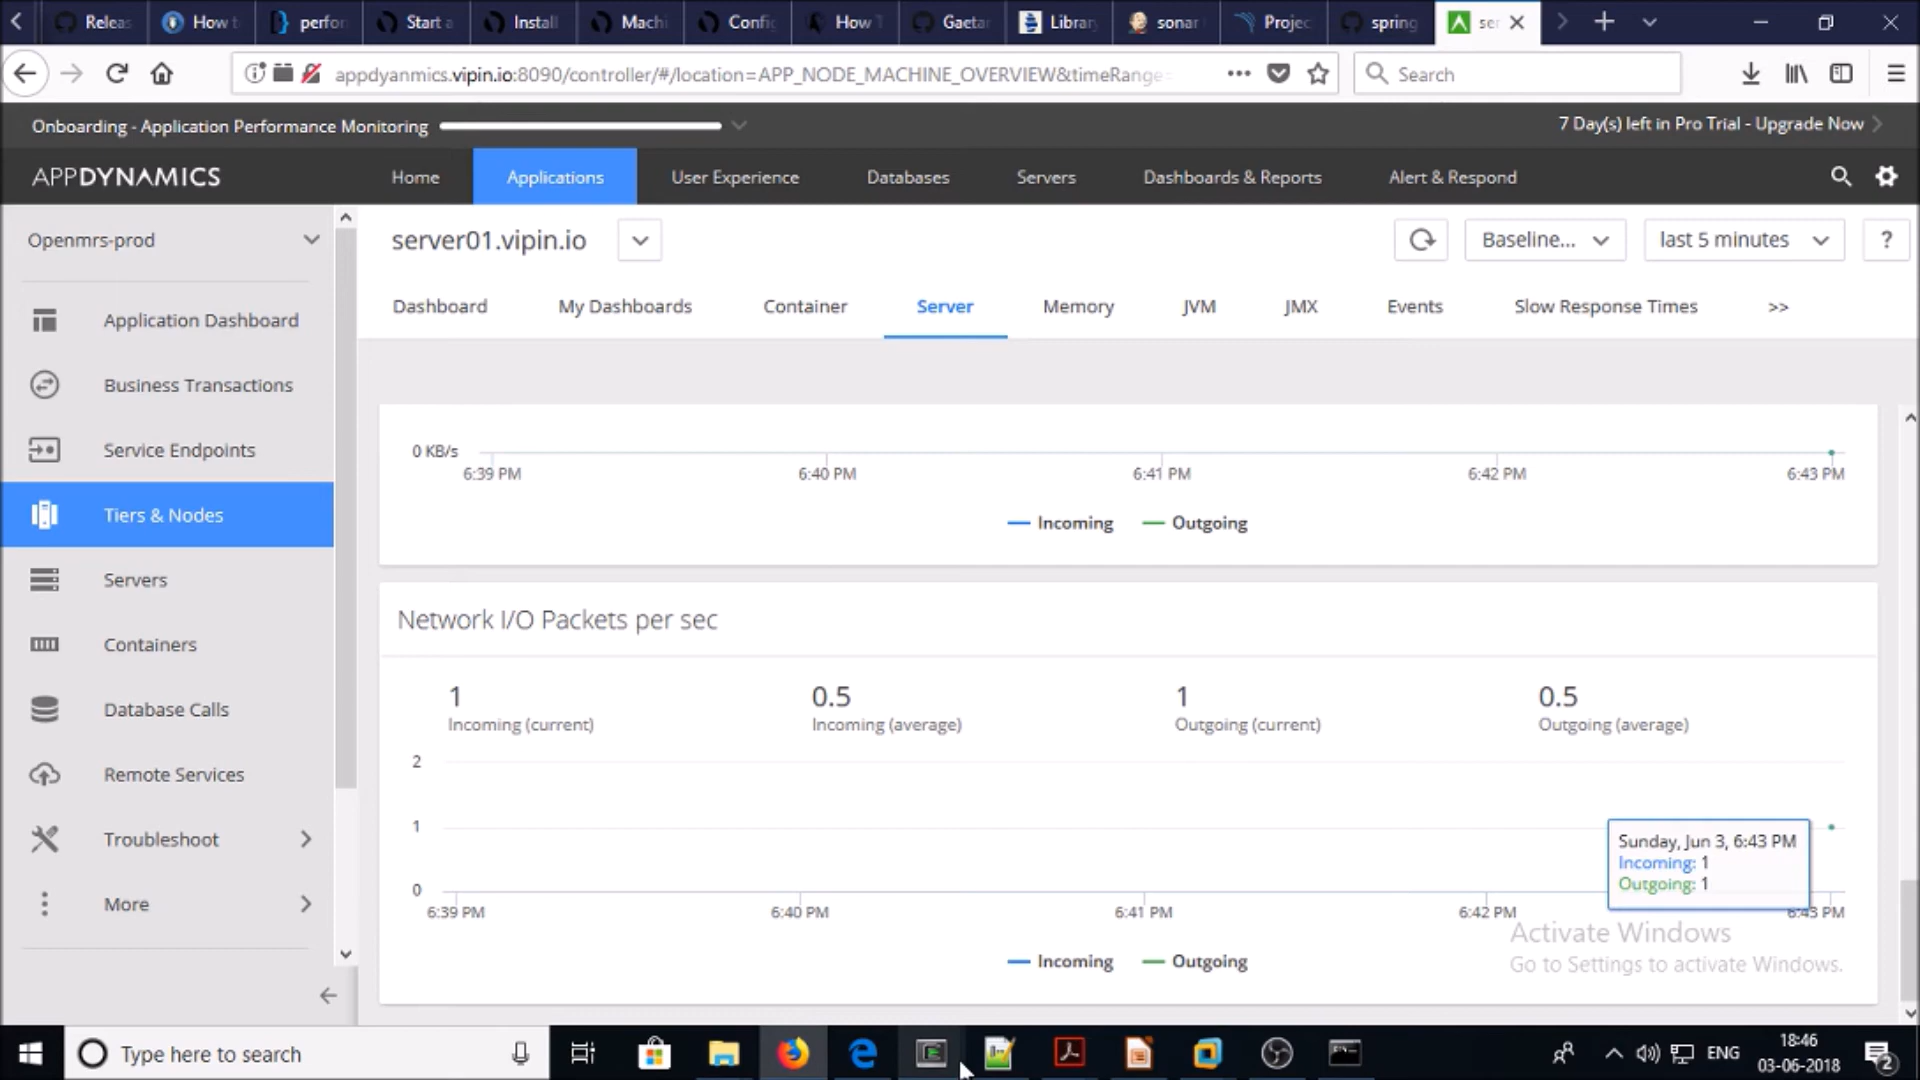 Releas
How to
perfor
Start a
Install
Machi
Config
How T
Gaetan
Library
sonar
Projec
spring
ser
appdyanmics.vipin.io:8090/controller/#/location=APP_NODE_MACHINE_OVERVIEW&timeRange=
Search
Onboarding - Application Performance Monitoring
7 Day(s) left in Pro Trial - Upgrade Now
APPDYNAMICS
Home
Applications
User Experience
Databases
Servers
Dashboards & Reports
Alert & Respond
Openmrs-prod
server01.vipin.io
Baseline...
last 5 minutes
?
Dashboard
My Dashboards
Container
Server
Memory
JVM
JMX
Events
Slow Response Times
>>
Application Dashboard
Business Transactions
Service Endpoints
Tiers & Nodes
Servers
Containers
Database Calls
Remote Services
Troubleshoot
More
0 KB/s
6:39 PM
6:40 PM
6:41 PM
6:42 PM
6:43 PM
Incoming
Outgoing
Network I/O Packets per sec
1
Incoming (current)
0.5
Incoming (average)
1
Outgoing (current)
0.5
Outgoing (average)
2
1
0
Sunday, Jun 3, 6:43 PM
Incoming: 1
Outgoing: 1
6:39 PM
6:40 PM
6:41 PM
6:42 PM
6:43 PM
Incoming
Outgoing
Activate Windows
Go to Settings to activate Windows.
Type here to search
ENG
18:46
03-06-2018
2